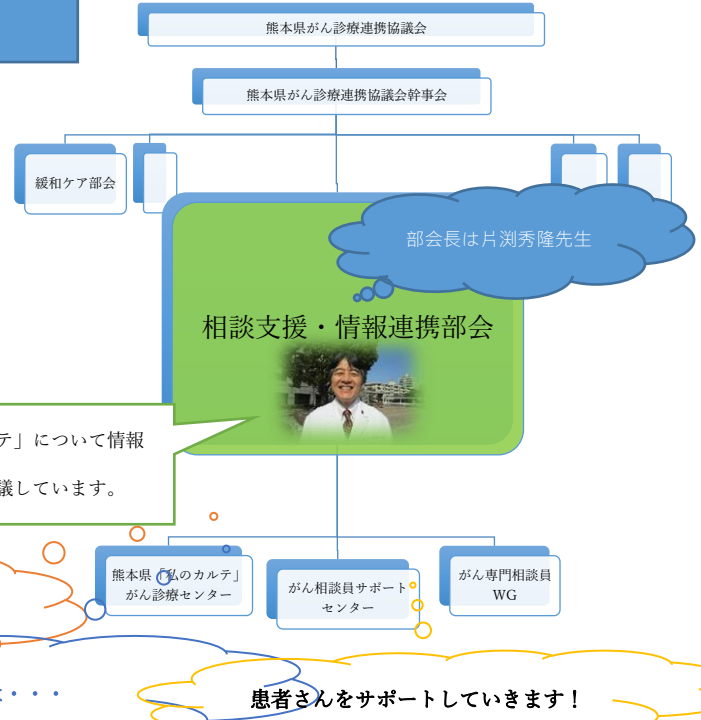 熊本県がん診療連携協議会
熊本県がん診療連携協議会幹事会
緩和ケア部会
部会長は片渕秀隆先生
相談支援・情報連携部会
テ」について情報
議しています。
熊本県「私のカルテ」
がん診療センター
がん相談員サポート
センター
がん専門相談員
WG
・・・
患者さんをサポートしていきます！